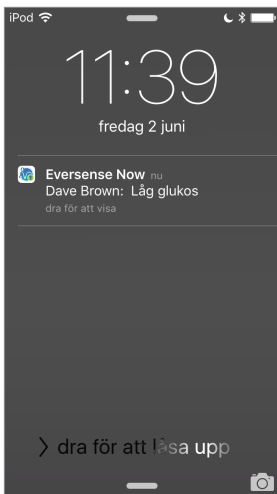 iPod
11:39
fredag 2 juni
Eversense Now nu
Dave Brown: Låg glukos
dra för att visa
dra för att låsa upp